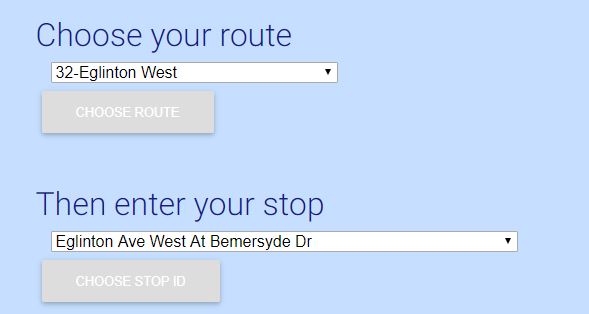 Choose your route
32-Eglinton West
CHOOSE ROUTE
Then enter your stop
Eglinton Ave West At Bemersyde Dr
CHOOSE STOP ID